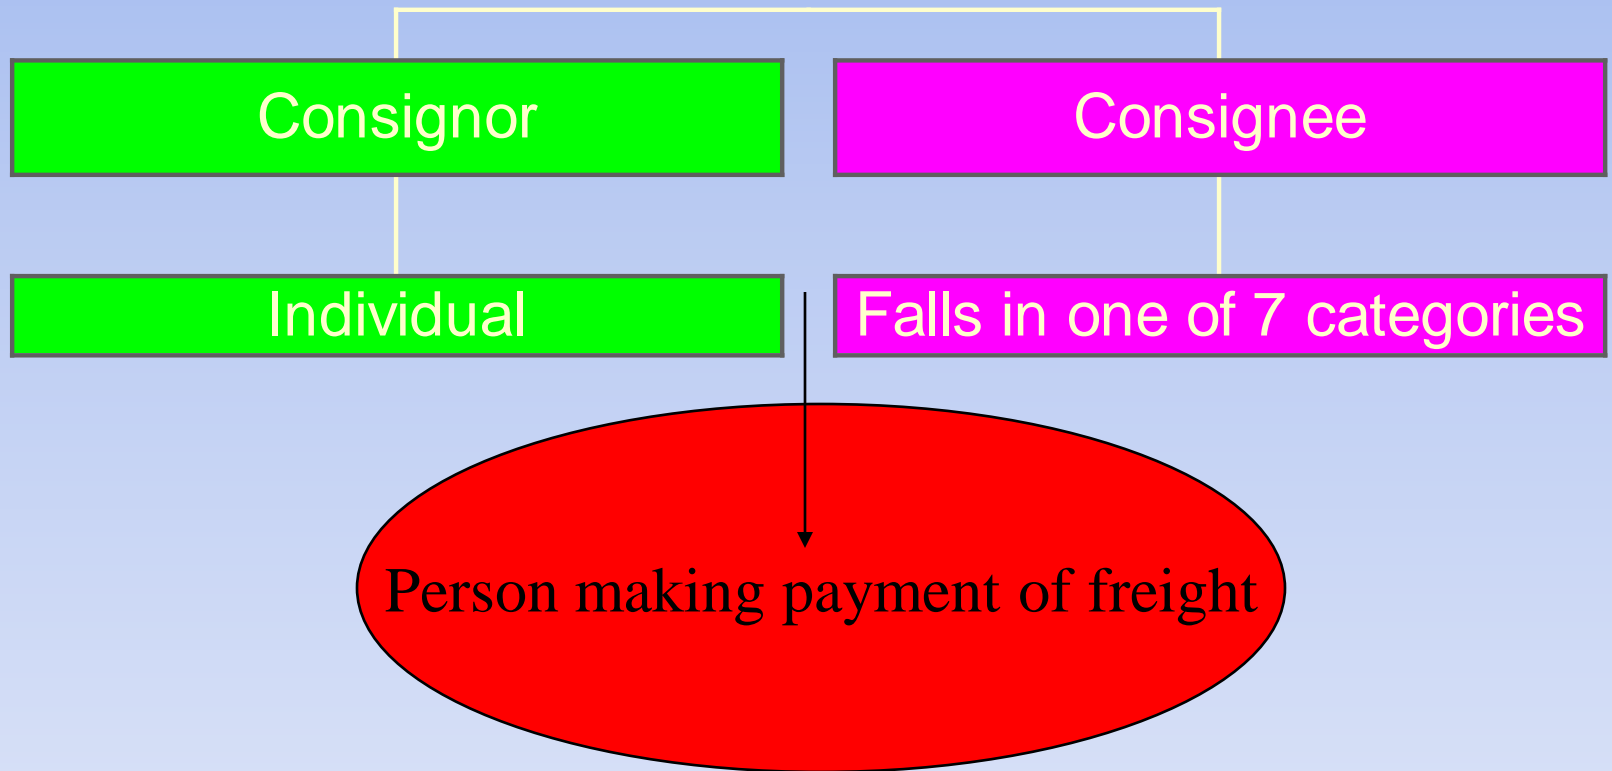 Consignor
Consignee
Individual
Falls in one of 7 categories
Person making payment of freight